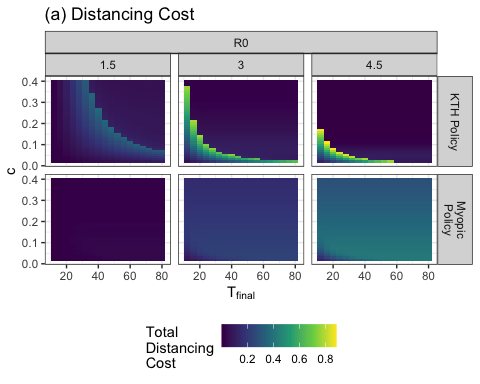 (a) Distancing Cost
R0
1.5 3 4.5
0.4
0.3
0.2
0.1
0.0
KTH Policy
c
0.4
0.3
0.2
0.1
0.0
Myopic
Policy
20 40 60 80 20 40 60 80 20 40 60 80
Tfinal
Total
Distancing
Cost
0.2 0.4 0.6 0.8